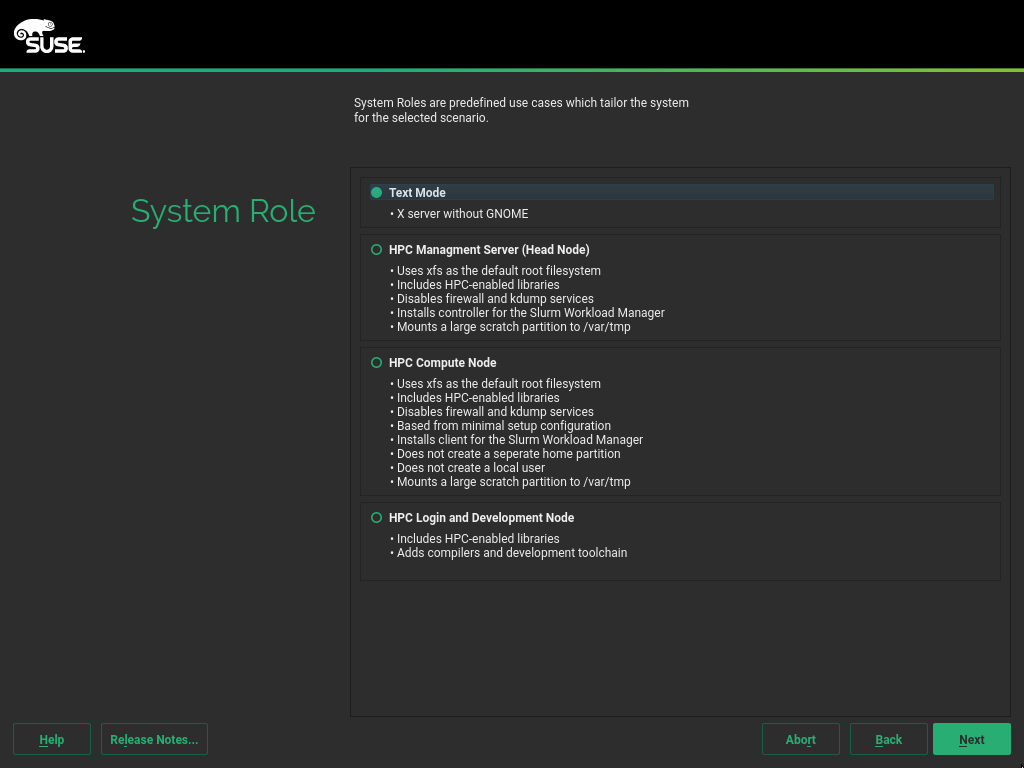 SUSE.
System Roles are predefined use cases which tailor the system
for the selected scenario.
System Role
Text Mode
• X server without GNOME
HPC Managment Server (Head Node)
• Uses xfs as the default root filesystem
• Includes HPC-enabled libraries
• Disables firewall and kdump services
• Installs controller for the Slurm Workload Manager
• Mounts a large scratch partition to /var/tmp
HPC Compute Node
• Uses xfs as the default root filesystem
• Includes HPC-enabled libraries
• Disables firewall and kdump services
• Based from minimal setup configuration
• Installs client for the Slurm Workload Manager
• Does not create a seperate home partition
• Does not create a local user
• Mounts a large scratch partition to /var/tmp
HPC Login and Development Node
• Includes HPC-enabled libraries
• Adds compilers and development toolchain
Help
Release Notes...
Abort
Back
Next